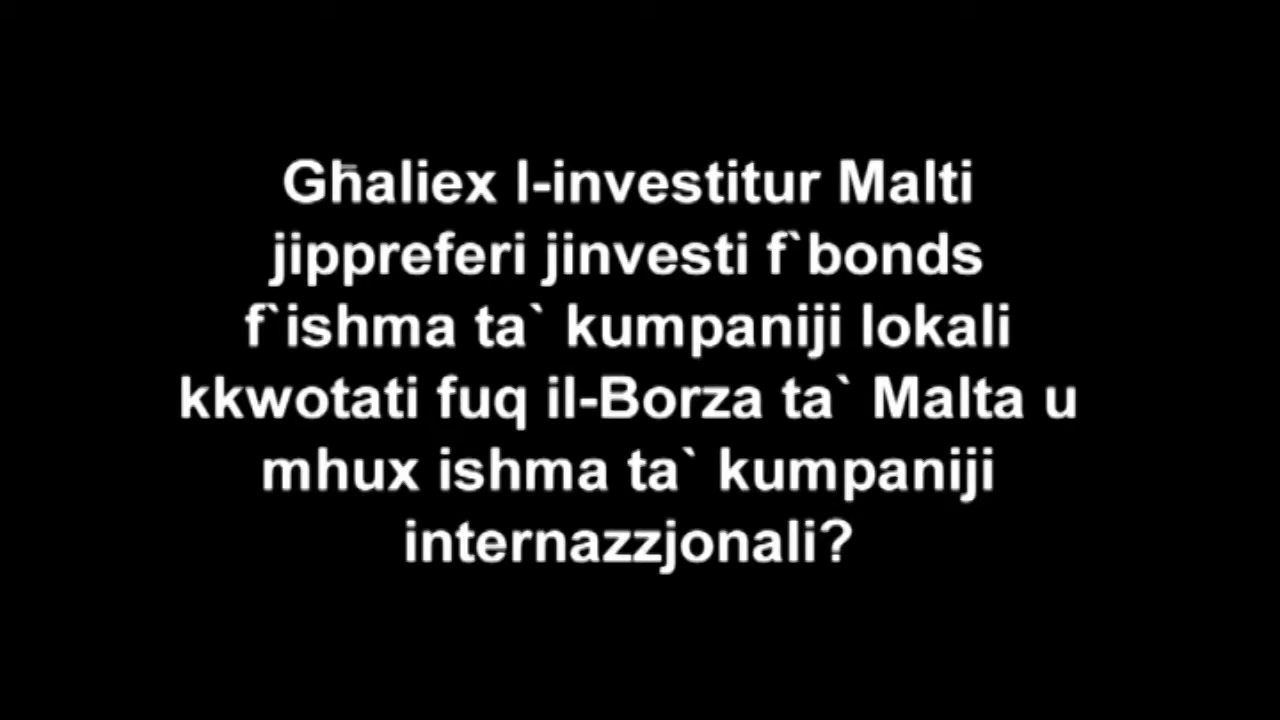 Għaliex l-investitur Malti
jippreferi jinvesti f`bonds
f`ishma ta` kumpaniji lokali
kkwotati fuq il-Borza ta` Malta u
mhux ishma ta` kumpaniji
internazzjonali?